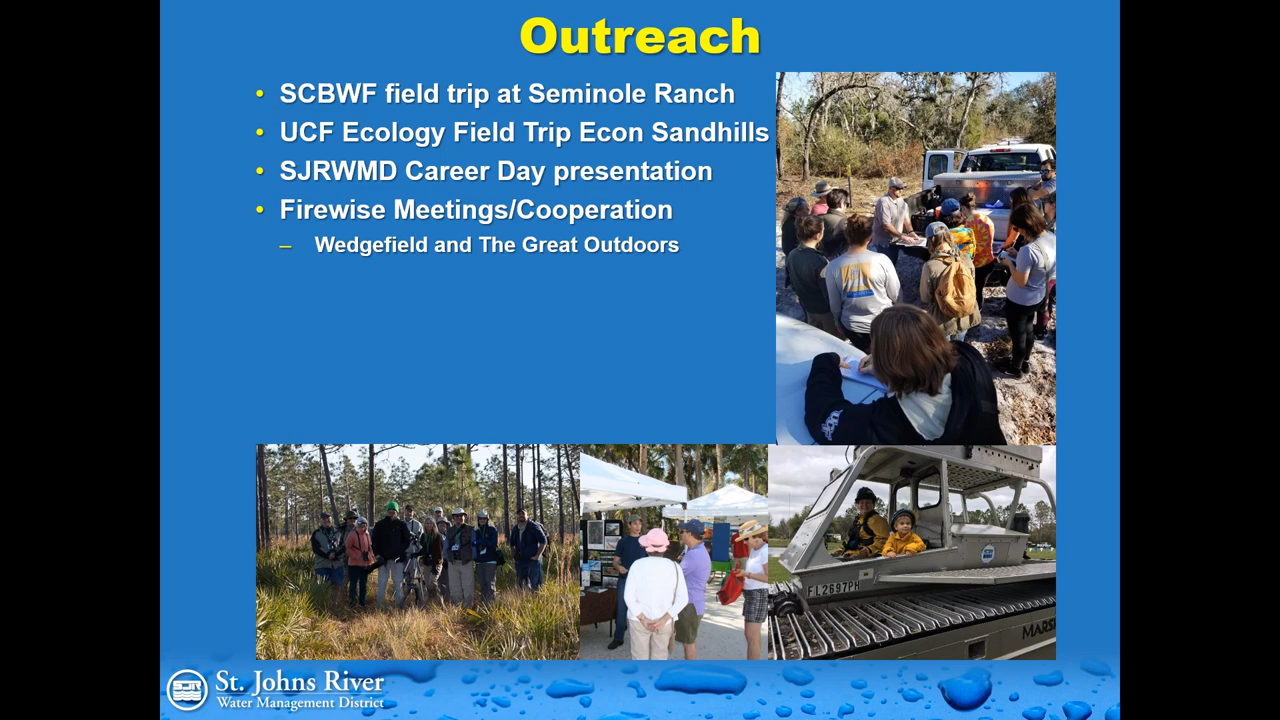 Outreach
• SCBWF field trip at Seminole Ranch
• UCF Ecology Field Trip Econ Sandhills
• SJRWMD Career Day presentation
• Firewise Meetings/Cooperation
– Wedgefield and The Great Outdoors
FL2697PH
SJR
St. Johns River
Water Management District